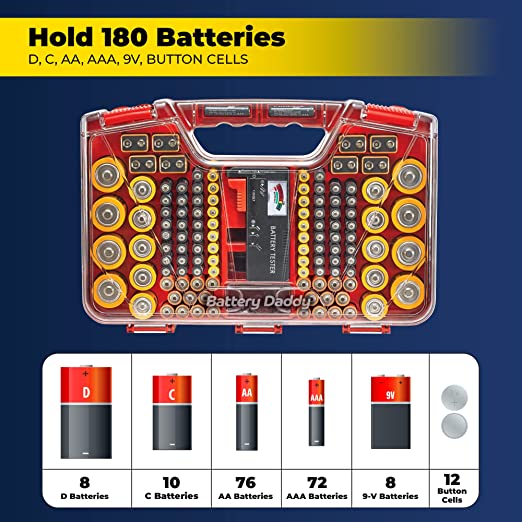 Hold 180 Batteries
D, C, AA, AAA, 9V, BUTTON CELLS
BATTERY TESTER
Battery Daddy
D
C
AA
AAA
9V
8
D Batteries
10
C Batteries
76
AA Batteries
72
AAA Batteries
8
9-V Batteries
12
Button
Cells